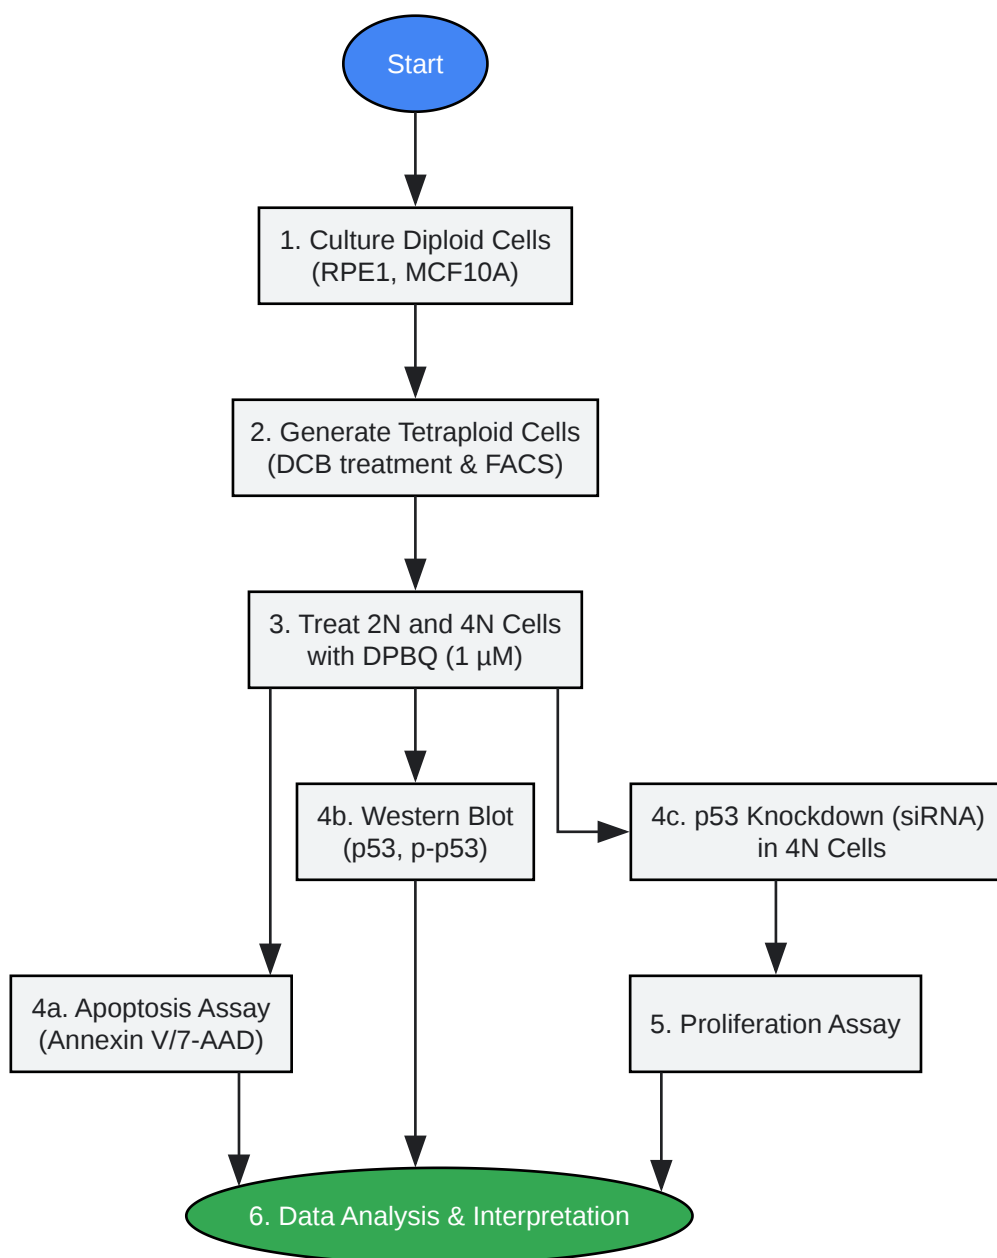 Start
1. Culture Diploid Cells
(RPE1, MCF10A)
2. Generate Tetraploid Cells
(DCB treatment & FACS)
3. Treat 2N and 4N Cells
with DPBQ (1 µM)
4b. Western Blot
(p53, p-p53)
4c. p53 Knockdown (siRNA)
in 4N Cells
4a. Apoptosis Assay
(Annexin V/7-AAD)
5. Proliferation Assay
6. Data Analysis & Interpretation